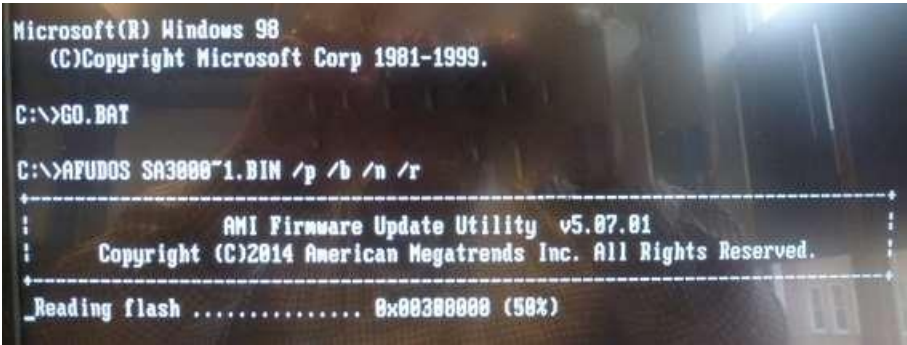 Microsoft(R) Windows 98
(C)Copyright Microsoft Corp 1981-1999.
C:\>GO.BAT
C:\>AFUDOS SA3000~1.BIN /p /b /n /r
AMI Firmware Update Utility v5.07.01
Copyright (C)2014 American Megatrends Inc. All Rights Reserved.
_Reading flash ............... 0x00380000 (50%)